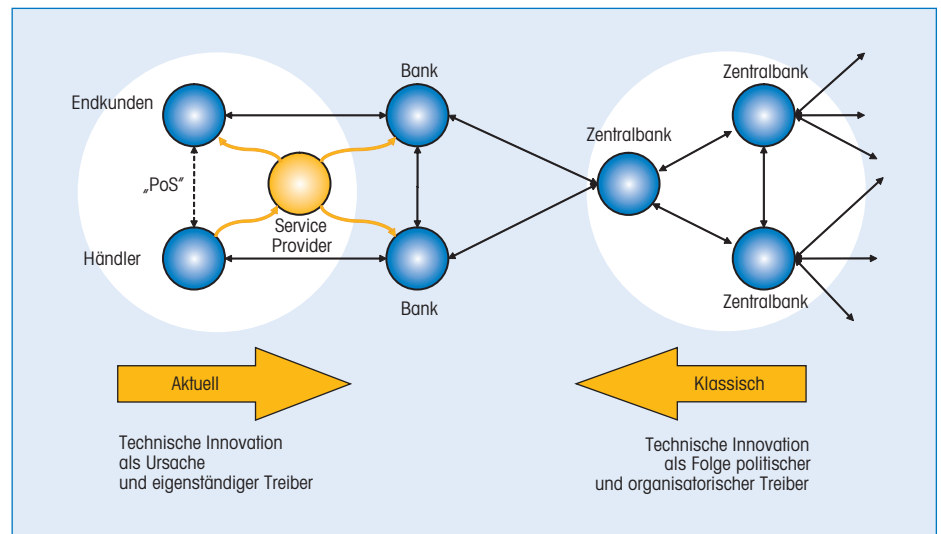 Bank
Zentralbank
Endkunden
Zentralbank
„PoS“
Service
Provider
Händler
Zentralbank
Bank
Aktuell
Klassisch
Technische Innovation
als Ursache
und eigenständiger Treiber
Technische Innovation
als Folge politischer
und organisatorischer Treiber